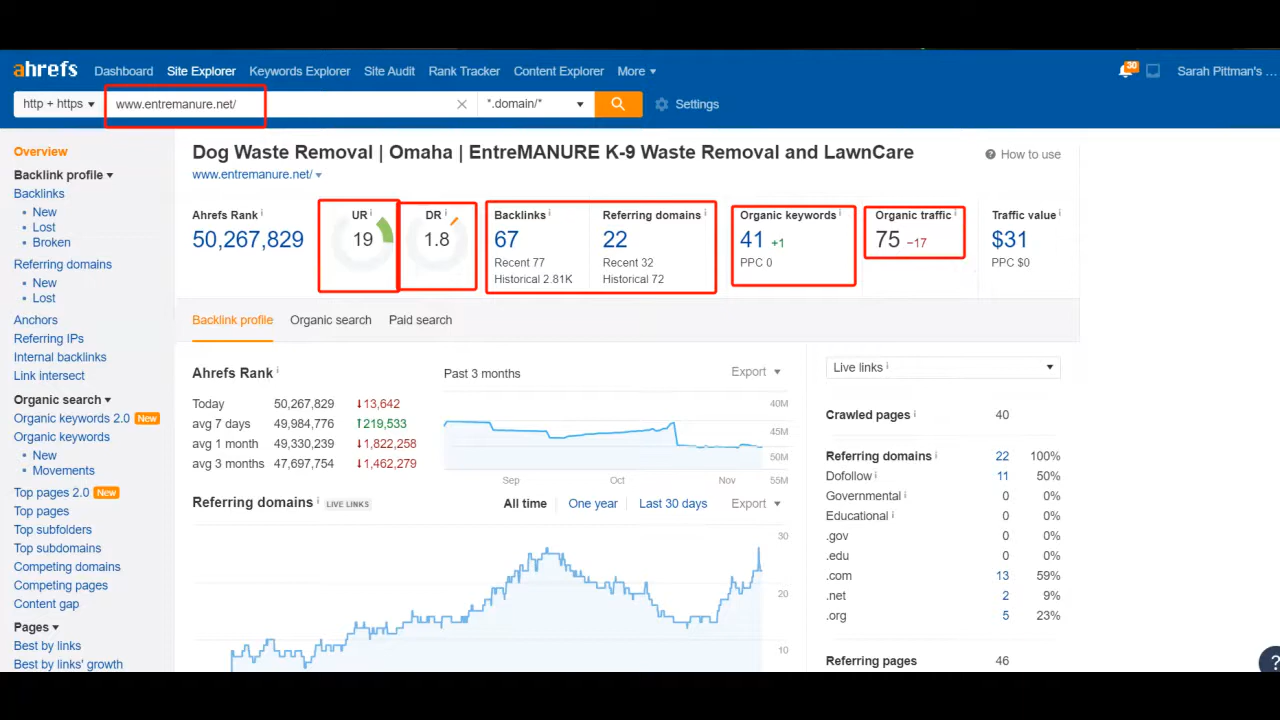 ahrefs Dashboard Site Explorer Keywords Explorer Site Audit Rank Tracker Content Explorer More 30 Sarah Pittman's ...
http + https www.entremanure.net/ *.domain/* Settings
Overview
Backlink profile
Backlinks
New
Lost
Broken
Referring domains
New
Lost
Anchors
Referring IPs
Internal backlinks
Link intersect
Organic search
Organic keywords 2.0 New
Organic keywords
New
Movements
Top pages 2.0 New
Top pages
Top subfolders
Top subdomains
Competing domains
Competing pages
Content gap
Pages
Best by links
Best by links' growth
Dog Waste Removal | Omaha | EntreMANURE K-9 Waste Removal and LawnCare
? How to use
www.entremanure.net/
Ahrefs Rank i
50,267,829
UR i
19
DR i
1.8
Backlinks i
67
Recent 77
Historical 2.81K
Referring domains i
22
Recent 32
Historical 72
Organic keywords i
41 +1
PPC 0
Organic traffic i
75 −17
Traffic value i
$31
PPC $0
Backlink profile Organic search Paid search
Ahrefs Rank i
Today 50,267,829 ↓13,642
avg 7 days 49,984,776 ↑219,533
avg 1 month 49,330,239 ↓1,822,258
avg 3 months 47,697,754 ↓1,462,279
Past 3 months Export
40M
45M
50M
55M
Sep Oct Nov
Referring domains i LIVE LINKS All time One year Last 30 days Export
30
20
10
Live links i
Crawled pages i 40
Referring domains i 22 100%
Dofollow i 11 50%
Governmental i 0 0%
Educational i 0 0%
.gov 0 0%
.edu 0 0%
.com 13 59%
.net 2 9%
.org 5 23%
Referring pages 46
?